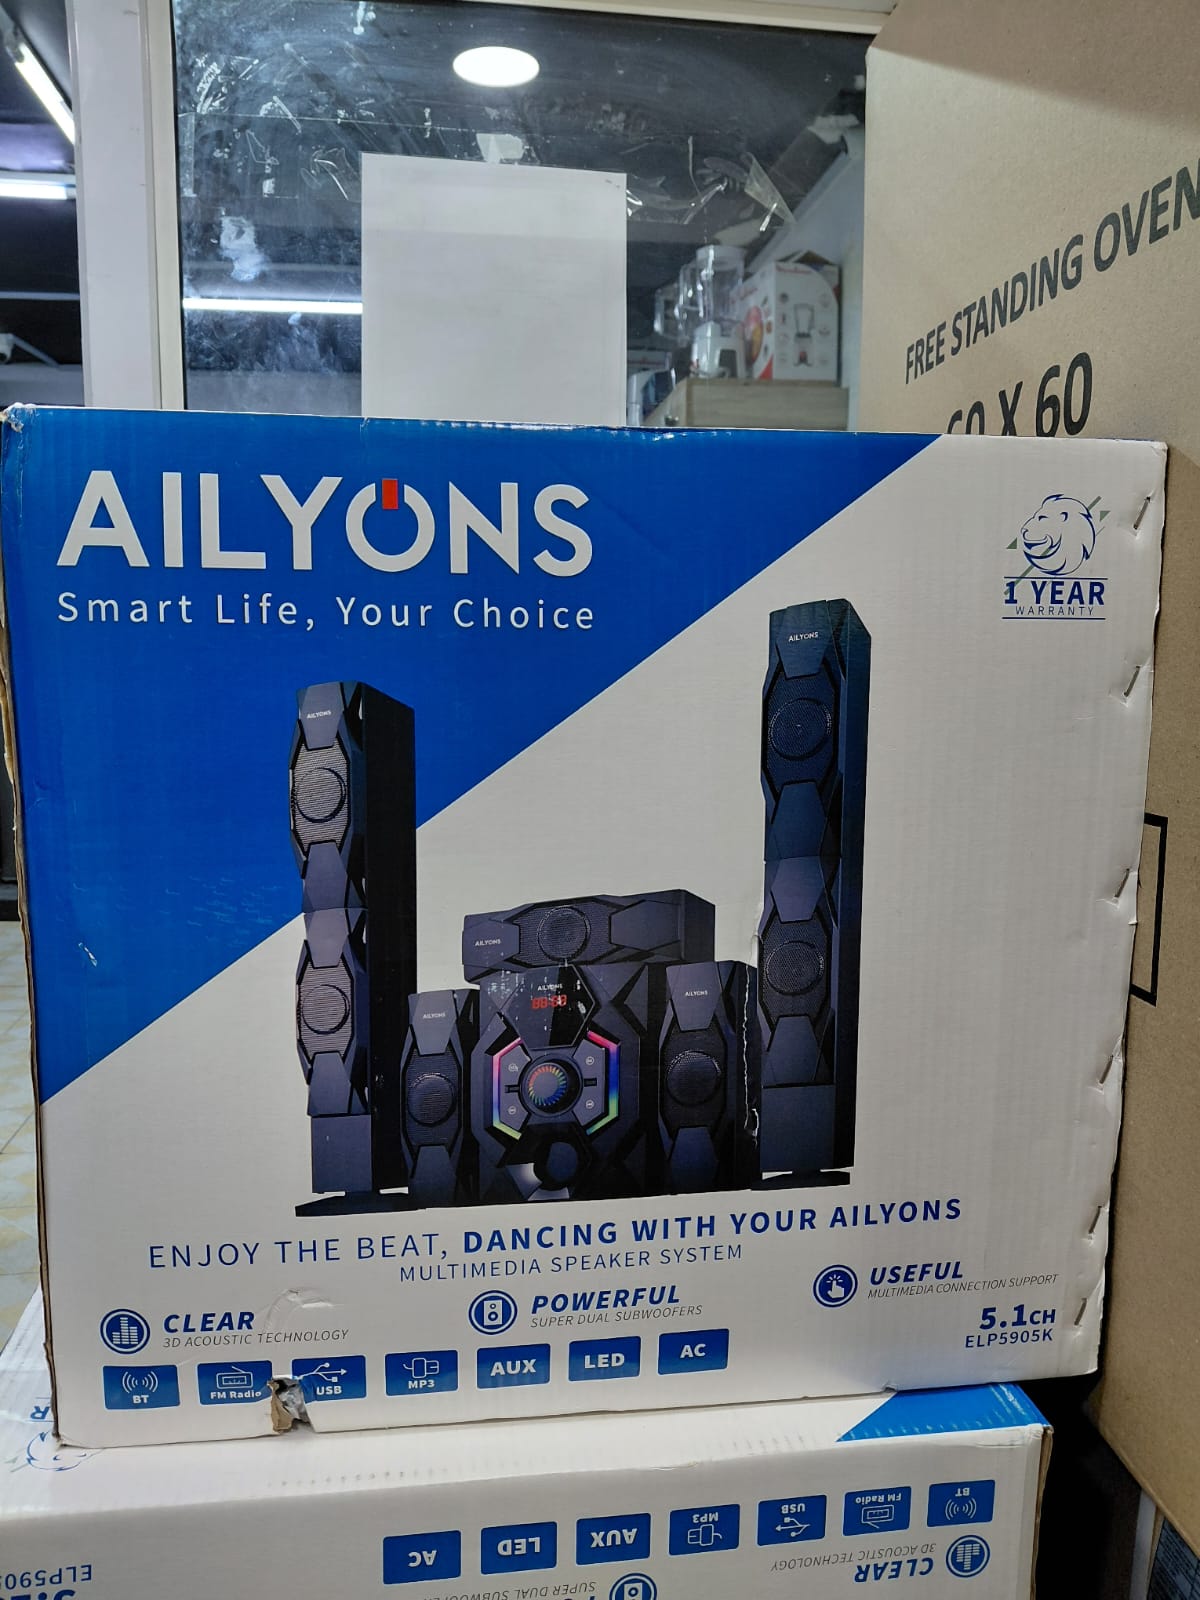 FREE STANDING OVEN
60 X 60
AILYONS
Smart Life, Your Choice
1 YEAR
WARRANTY
AILYONS
AILYONS
AILYONS
AILYONS
AILYONS
AILYONS
ENJOY THE BEAT, DANCING WITH YOUR AILYONS
MULTIMEDIA SPEAKER SYSTEM
CLEAR
3D ACOUSTIC TECHNOLOGY
POWERFUL
SUPER DUAL SUBWOOFERS
USEFUL
MULTIMEDIA CONNECTION SUPPORT
5.1CH
ELP5905K
BT
FM Radio
USB
MP3
AUX
LED
AC
BT
FM Radio
USB
MP3
AUX
LED
AC
CLEAR
3D ACOUSTIC TECHNOLOGY
SUPER DUAL